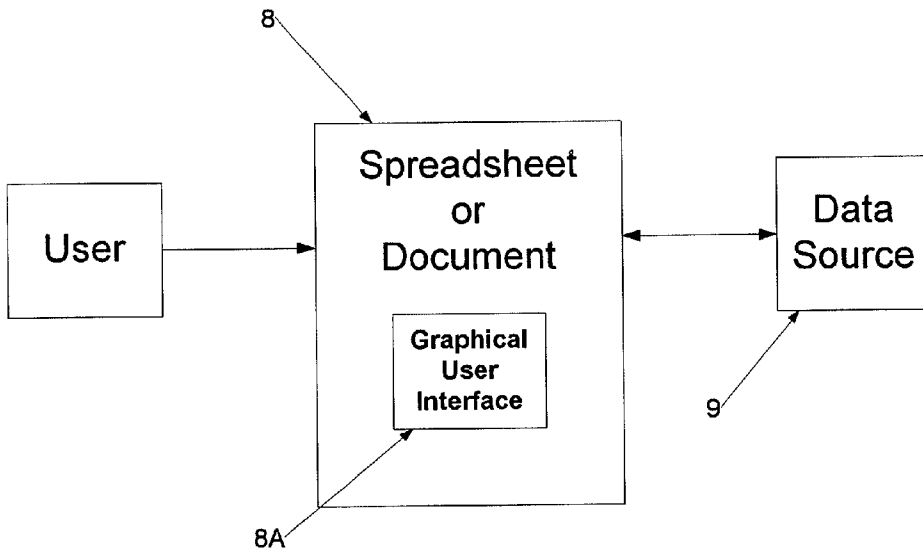 8
Spreadsheet
or
Document
User
Data
Source
Graphical
User
Interface
9
8A